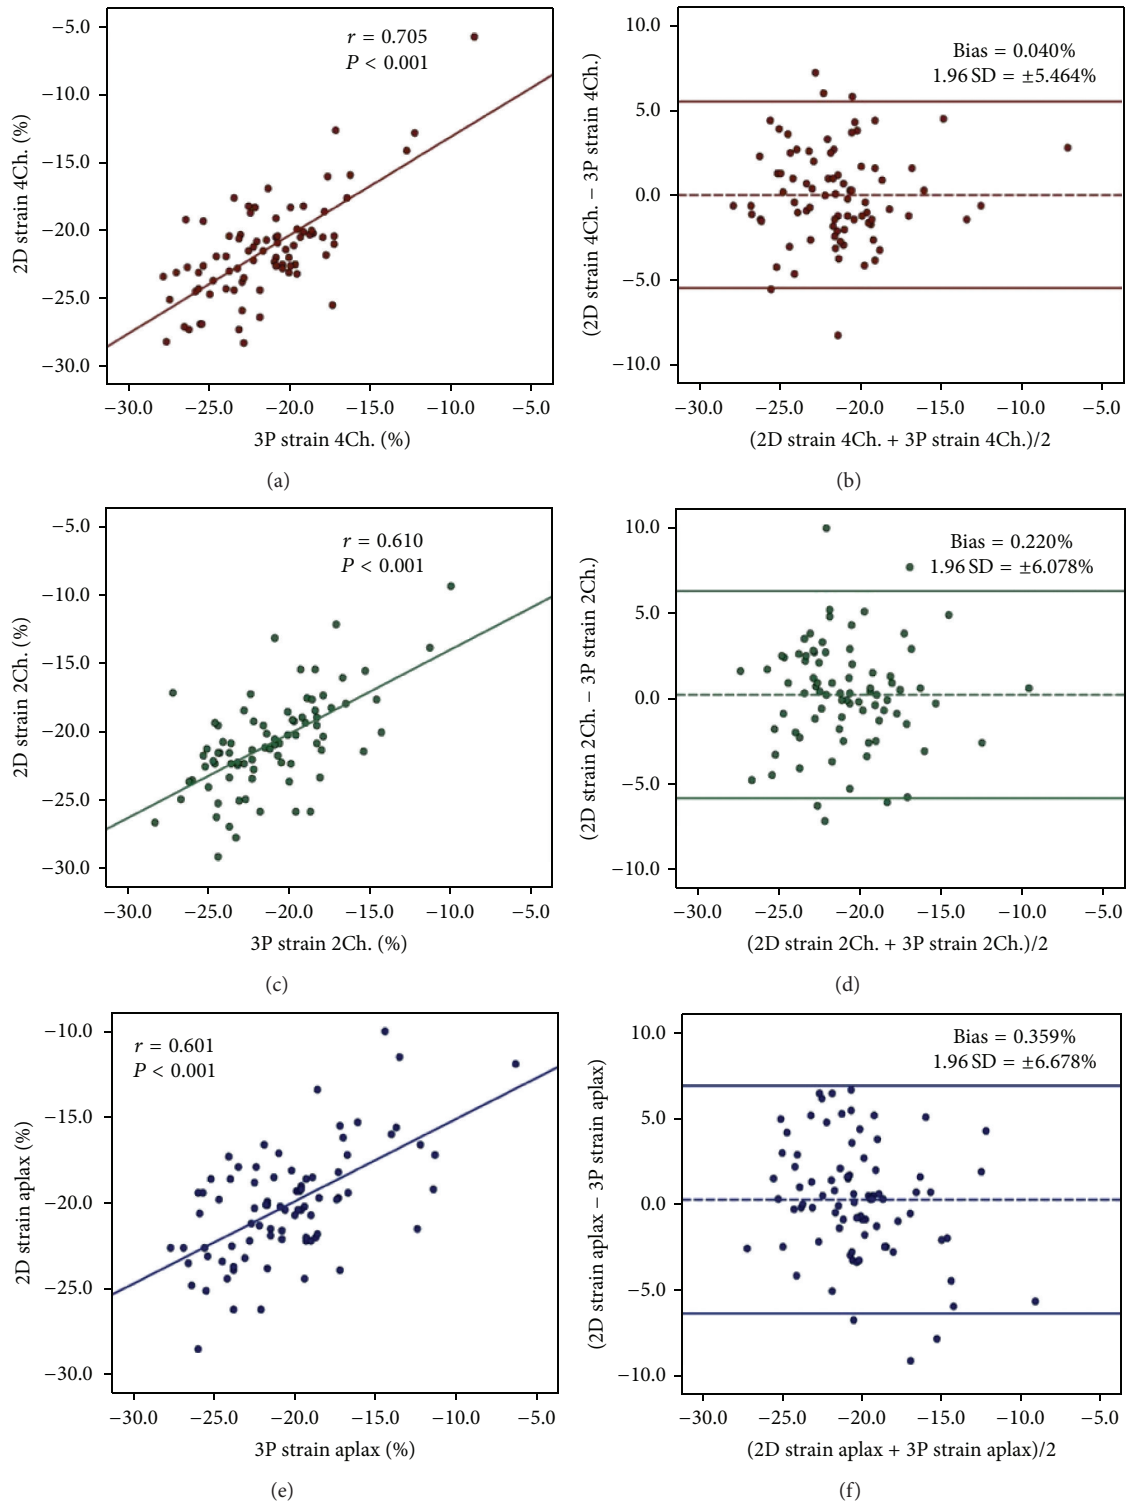 −5.0
−10.0
−15.0
−20.0
−25.0
−30.0
2D strain 4Ch. (%)
r = 0.705
P < 0.001
−30.0 −25.0 −20.0 −15.0 −10.0 −5.0
3P strain 4Ch. (%)
(a)
10.0
5.0
0.0
−5.0
−10.0
(2D strain 4Ch. − 3P strain 4Ch.)
Bias = 0.040%
1.96 SD = ±5.464%
−30.0 −25.0 −20.0 −15.0 −10.0 −5.0
(2D strain 4Ch. + 3P strain 4Ch.)/2
(b)
−5.0
−10.0
−15.0
−20.0
−25.0
−30.0
2D strain 2Ch. (%)
r = 0.610
P < 0.001
−30.0 −25.0 −20.0 −15.0 −10.0 −5.0
3P strain 2Ch. (%)
(c)
10.0
5.0
0.0
−5.0
−10.0
(2D strain 2Ch. − 3P strain 2Ch.)
Bias = 0.220%
1.96 SD = ±6.078%
−30.0 −25.0 −20.0 −15.0 −10.0 −5.0
(2D strain 2Ch. + 3P strain 2Ch.)/2
(d)
−10.0
−15.0
−20.0
−25.0
−30.0
2D strain aplax (%)
r = 0.601
P < 0.001
−30.0 −25.0 −20.0 −15.0 −10.0 −5.0
3P strain aplax (%)
(e)
10.0
5.0
0.0
−5.0
−10.0
(2D strain aplax − 3P strain aplax)
Bias = 0.359%
1.96 SD = ±6.678%
−30.0 −25.0 −20.0 −15.0 −10.0 −5.0
(2D strain aplax + 3P strain aplax)/2
(f)